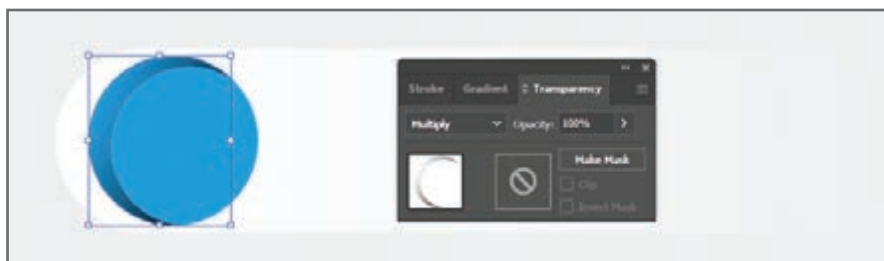 Stroke Gradient Transparency
Multiply Opacity: 100%
Make Mask
Clip
Invert Mask